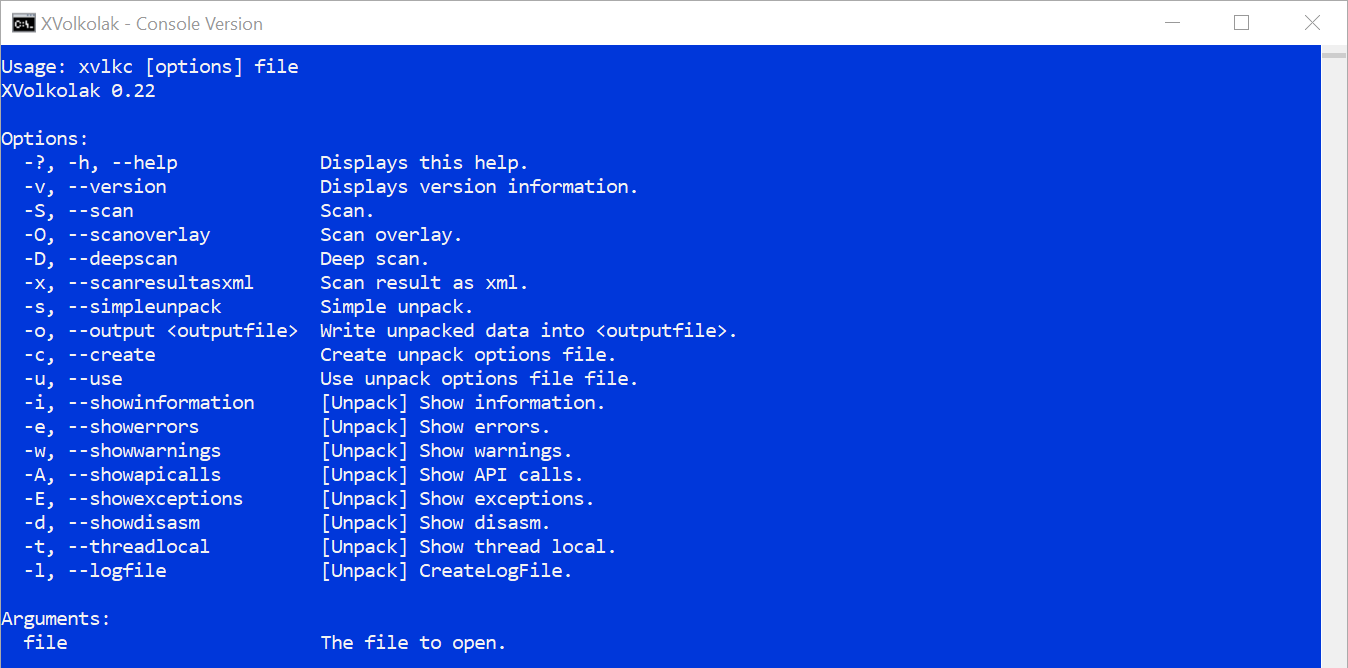 XVolkolak - Console Version
Usage: xvlkc [options] file
XVolkolak 0.22
Options:
-?, -h, --help Displays this help.
-v, --version Displays version information.
-S, --scan Scan.
-O, --scanoverlay Scan overlay.
-D, --deepscan Deep scan.
-x, --scanresultasxml Scan result as xml.
-s, --simpleunpack Simple unpack.
-o, --output <outputfile> Write unpacked data into <outputfile>.
-c, --create Create unpack options file.
-u, --use Use unpack options file file.
-i, --showinformation [Unpack] Show information.
-e, --showerrors [Unpack] Show errors.
-w, --showwarnings [Unpack] Show warnings.
-A, --showapicalls [Unpack] Show API calls.
-E, --showexceptions [Unpack] Show exceptions.
-d, --showdisasm [Unpack] Show disasm.
-t, --threadlocal [Unpack] Show thread local.
-l, --logfile [Unpack] CreateLogFile.
Arguments:
file The file to open.